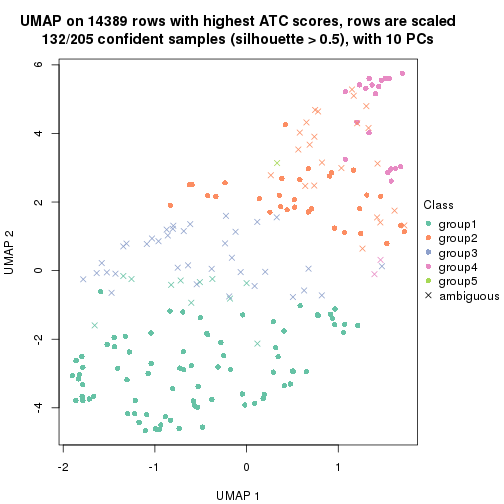 UMAP on 14389 rows with highest ATC scores, rows are scaled
132/205 confident samples (silhouette > 0.5), with 10 PCs
6
4
2
0
-2
-4
UMAP 2
-2
-1
0
1
UMAP 1
Class
group1
group2
group3
group4
group5
ambiguous